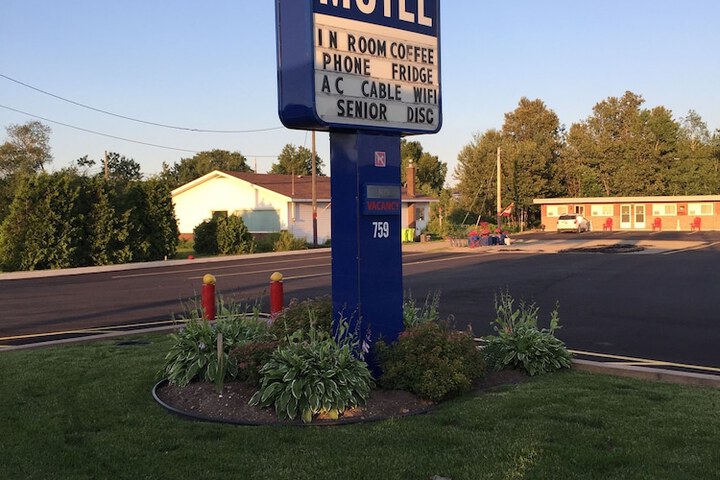 MOTEL
IN ROOM COFFEE
PHONE FRIDGE
AC CABLE WIFI
SENIOR DISC
VACANCY
759